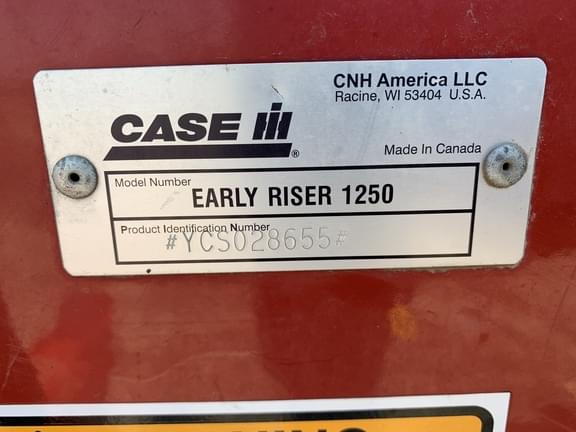 CNH America LLC
Racine, WI 53404 U.S.A.
CASE IH ®
Made In Canada
Model Number
EARLY RISER 1250
Product Identification Number
#YCS028655#